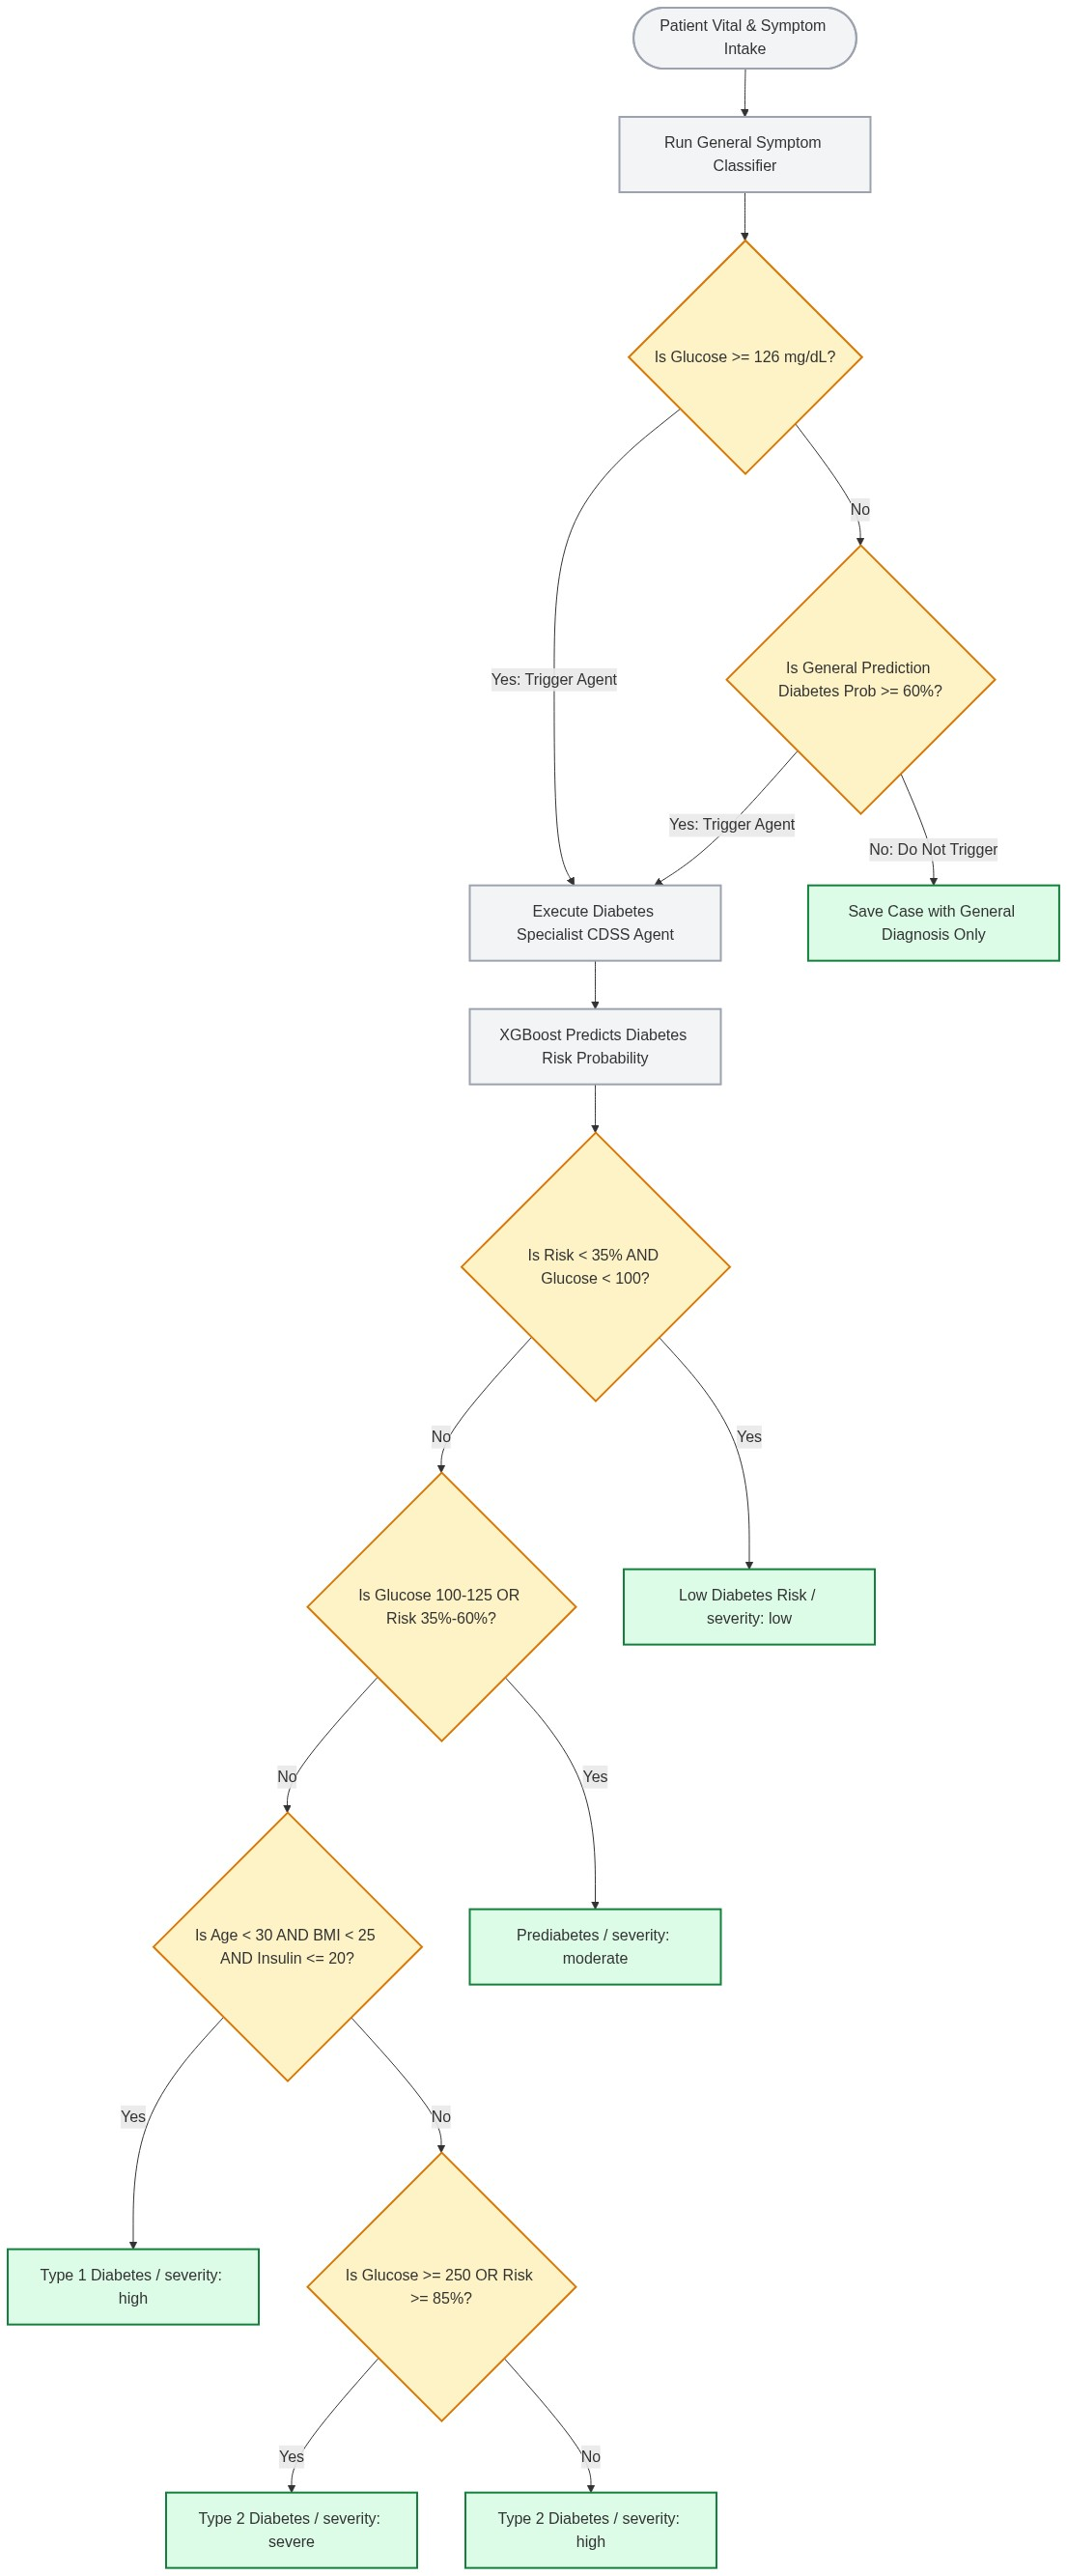 Patient Vital & Symptom
Intake
Run General Symptom
Classifier
Is Glucose >= 126 mg/dL?
No
Yes: Trigger Agent
Is General Prediction
Diabetes Prob >= 60%?
Yes: Trigger Agent
No: Do Not Trigger
Execute Diabetes
Specialist CDSS Agent
Save Case with General
Diagnosis Only
XGBoost Predicts Diabetes
Risk Probability
Is Risk < 35% AND
Glucose < 100?
No
Yes
Is Glucose 100-125 OR
Risk 35%-60%?
Low Diabetes Risk /
severity: low
No
Yes
Is Age < 30 AND BMI < 25
AND Insulin <= 20?
Prediabetes / severity:
moderate
Yes
No
Type 1 Diabetes / severity:
high
Is Glucose >= 250 OR Risk
>= 85%?
Yes
No
Type 2 Diabetes / severity:
severe
Type 2 Diabetes / severity:
high